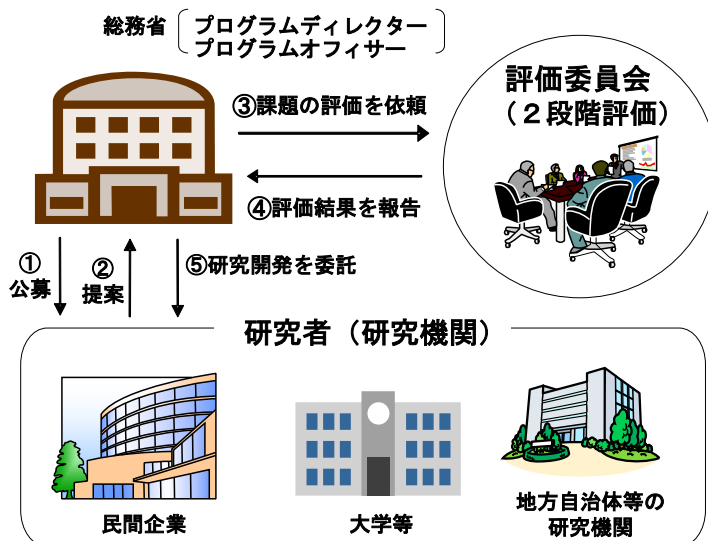 総務省
プログラムディレクター
プログラムオフィサー
評価委員会
（２段階評価）
③課題の評価を依頼
④評価結果を報告
①
公募
②
提案
⑤研究開発を委託
研究者（研究機関）
民間企業
大学等
地方自治体等の
研究機関